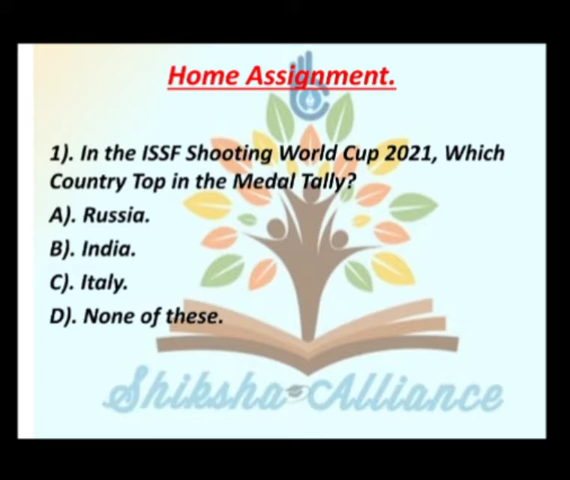 Home Assignment.
1). In the ISSF Shooting World Cup 2021, Which
Country Top in the Medal Tally?
A). Russia.
B). India.
C). Italy.
D). None of these.
Shiksha Alliance